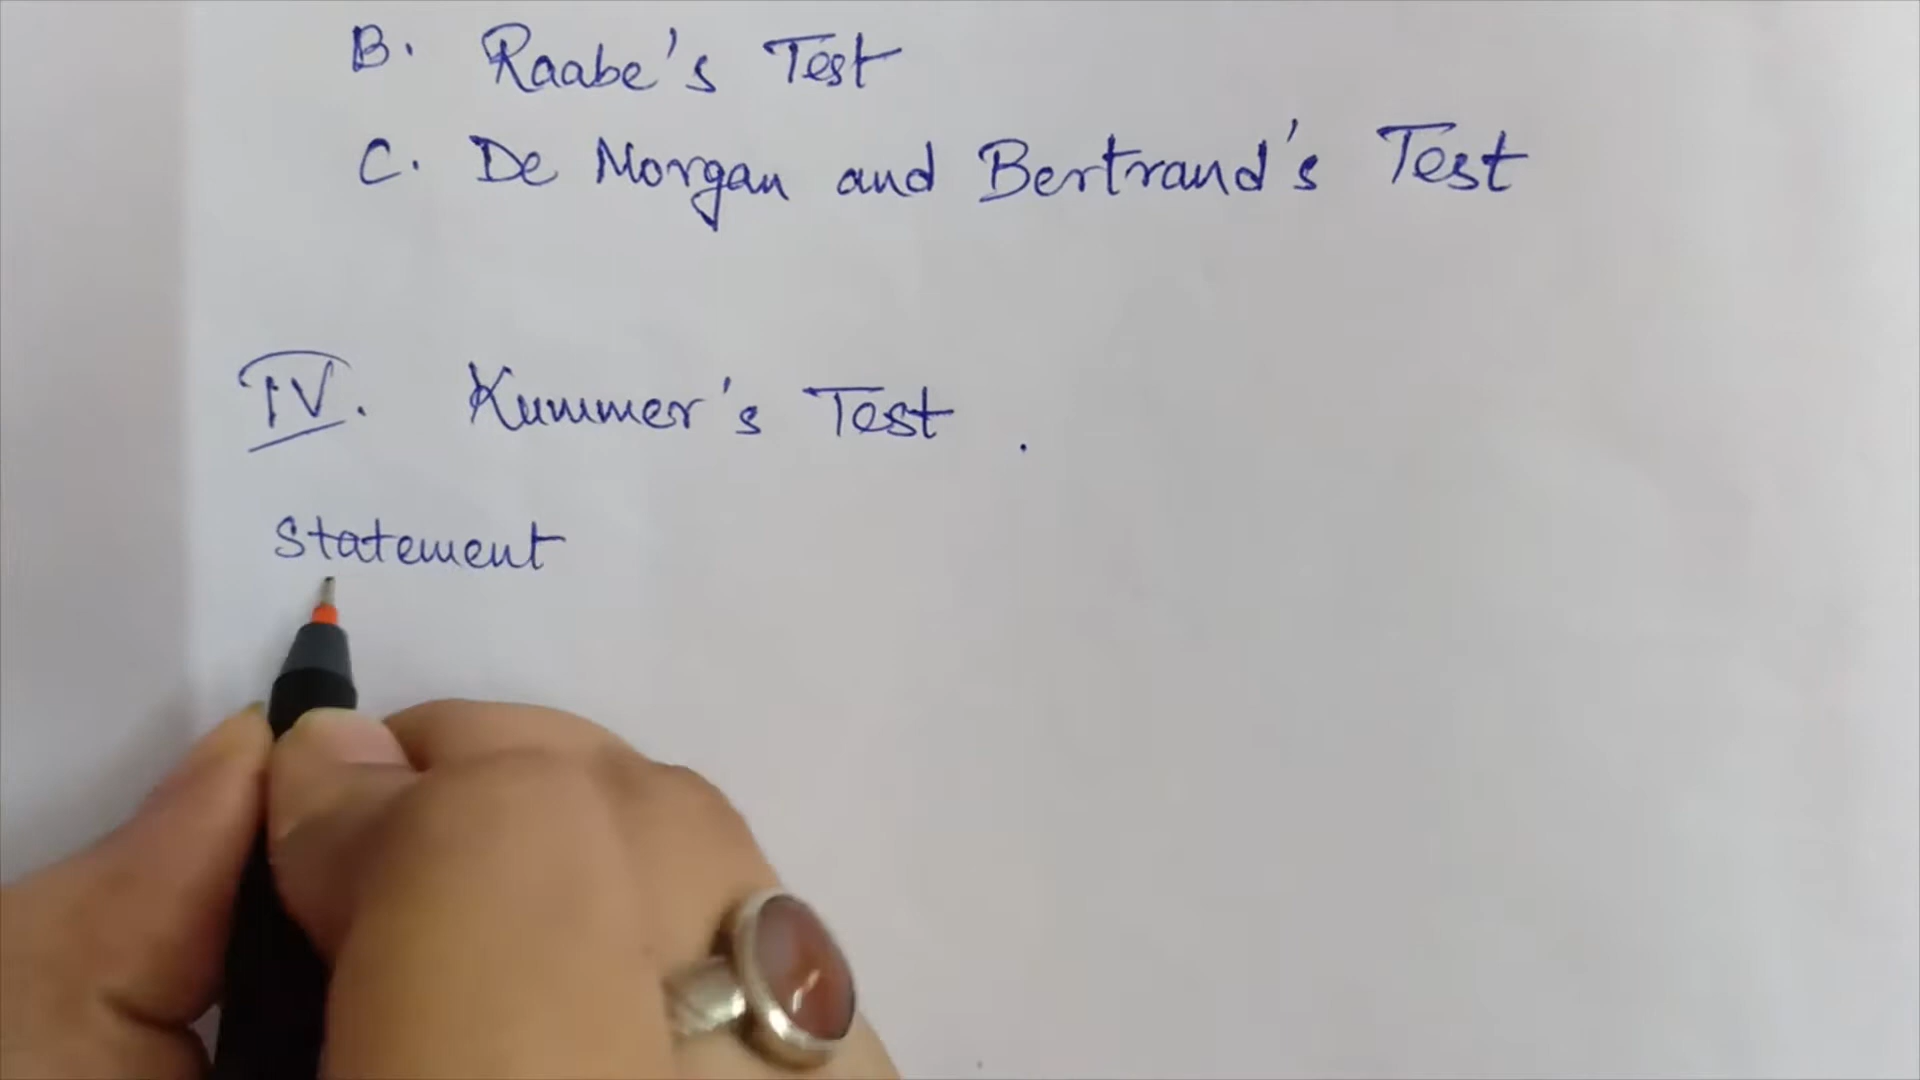 B. Raabe's Test
C. De Morgan and Bertrand's Test
IV. Kummer's Test.
Statement